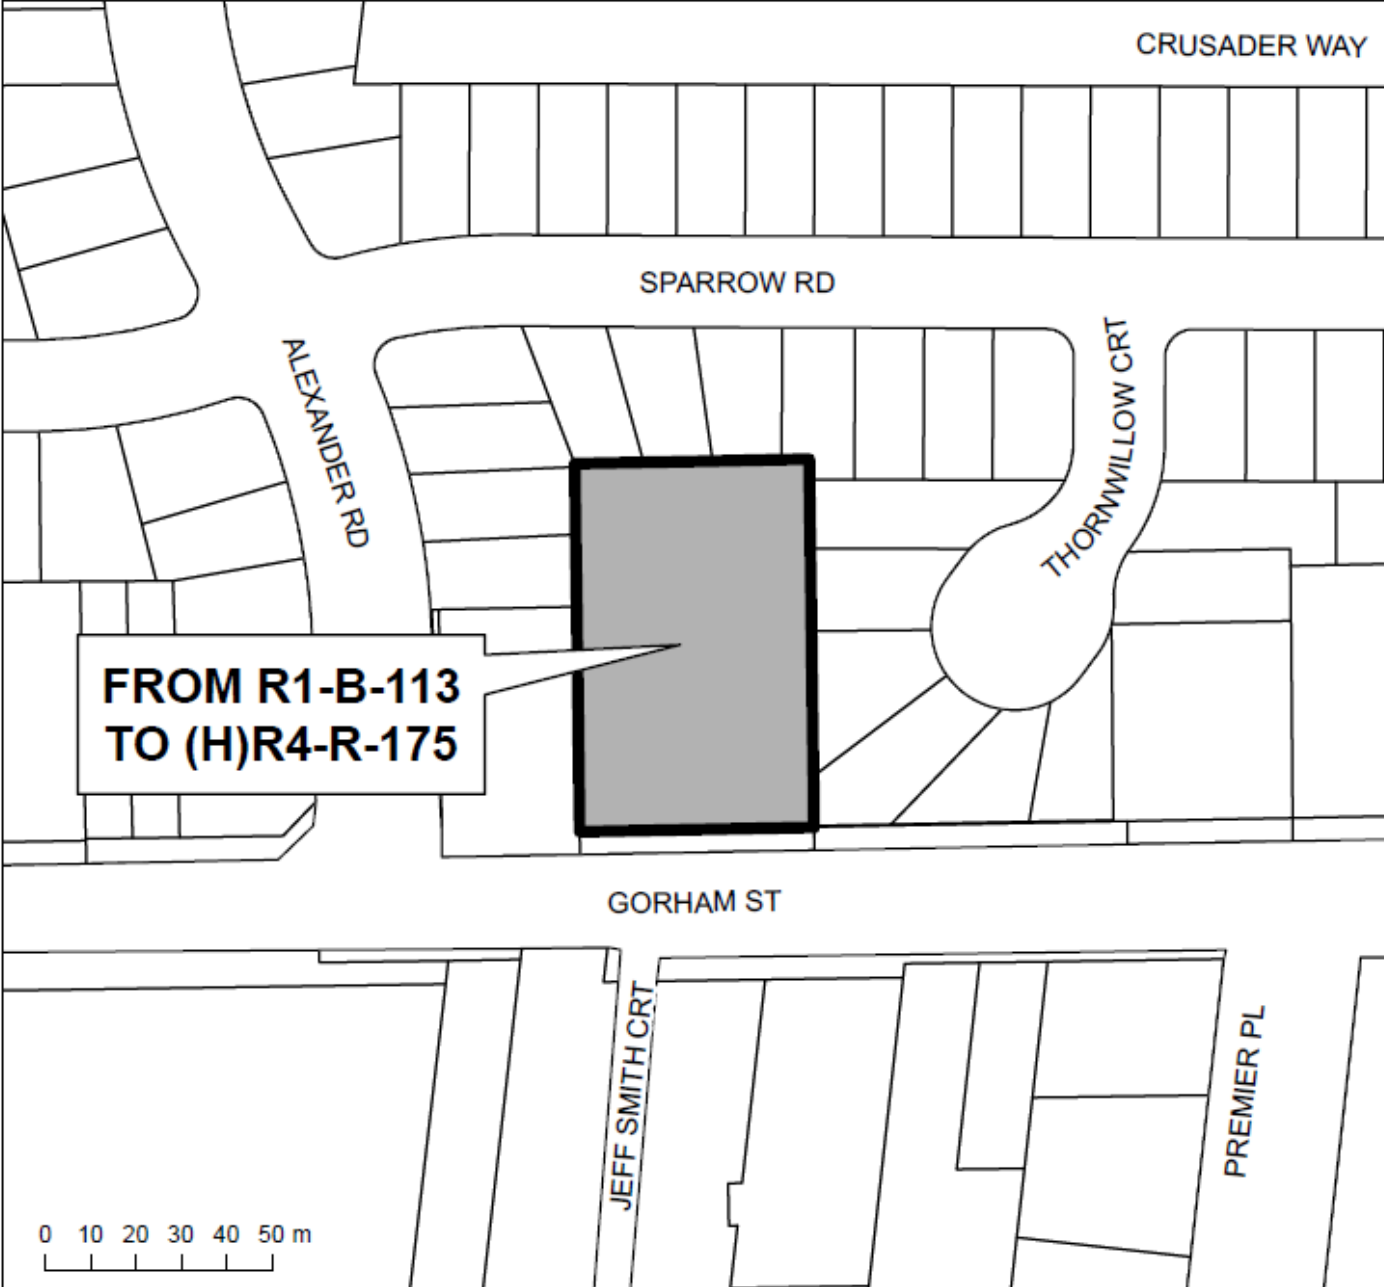 CRUSADER WAY
SPARROW RD
ALEXANDER RD
THORNWILLOW CRT
FROM R1-B-113
TO (H)R4-R-175
GORHAM ST
JEFF SMITH CRT
PREMIER PL
0 10 20 30 40 50 m